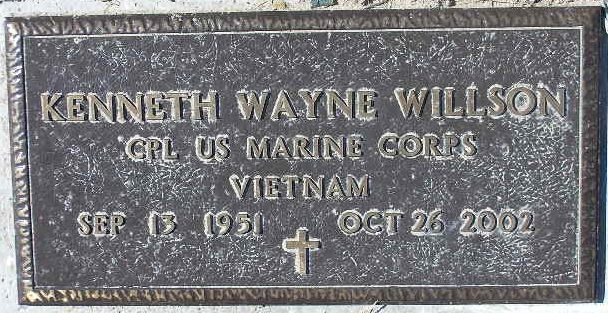 KENNETH WAYNE WILLSON
CPL US MARINE CORPS
VIETNAM
SEP 13 1951 OCT 26 2002